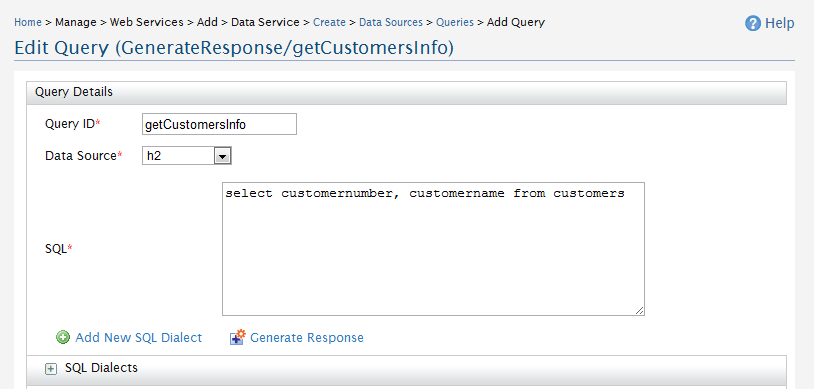 Home > Manage > Web Services > Add > Data Service > Create > Data Sources > Queries > Add Query
Help
Edit Query (GenerateResponse/getCustomersInfo)
Query Details
Query ID* getCustomersInfo
Data Source* h2
select customernumber, customername from customers
SQL*
Add New SQL Dialect Generate Response
SQL Dialects